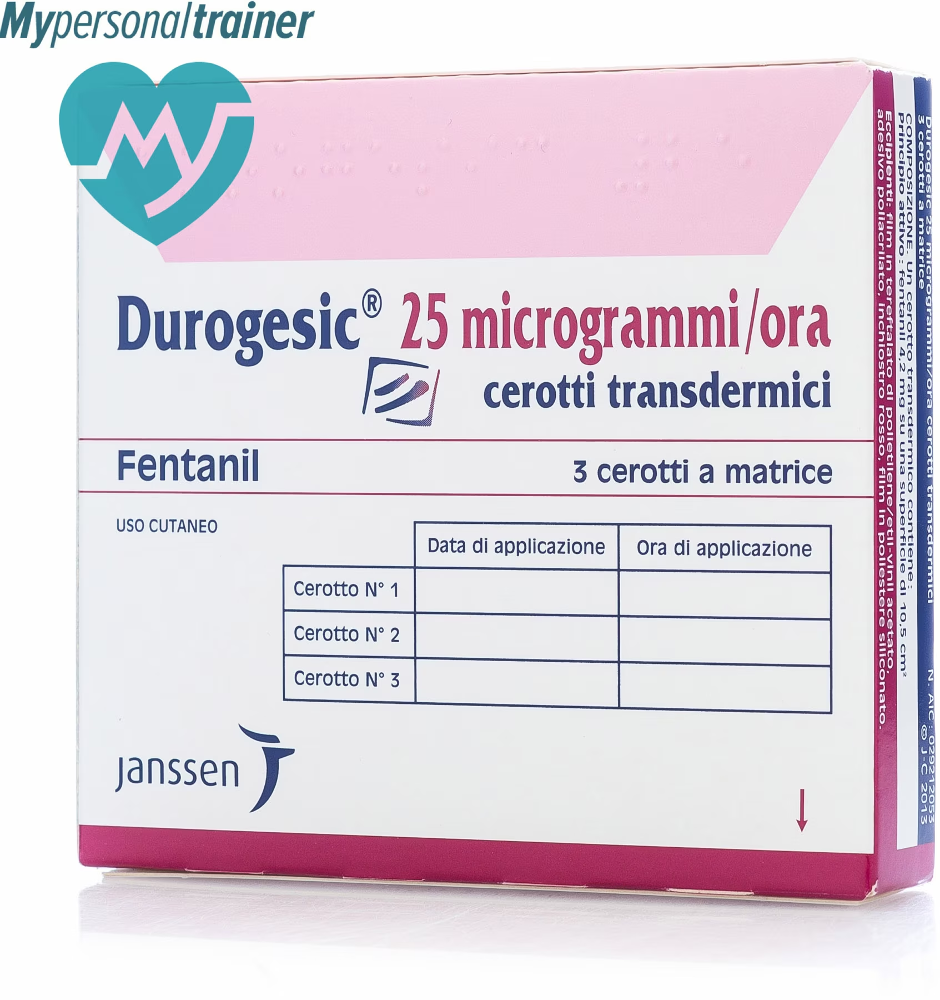 Mypersonaltrainer
My
Durogesic® 25 microgrammi/ora
cerotti transdermici
Fentanil
3 cerotti a matrice
USO CUTANEO
Data di applicazione
Ora di applicazione
Cerotto N° 1
Cerotto N° 2
Cerotto N° 3
Janssen
Durogesic 25 microgrammi/ora cerotti transdermici N. AIC: 029212053
3 cerotti a matrice © J-C 2013
COMPOSIZIONE. Un cerotto transdermico contiene:
Principio attivo: fentanil 4,2 mg su una superficie di 10,5 cm²
Eccipienti: film in tereftalato di polietilene/etil-vinil acetato,
adesivo poliacrilato, inchiostro rosso, film in poliestere siliconato.